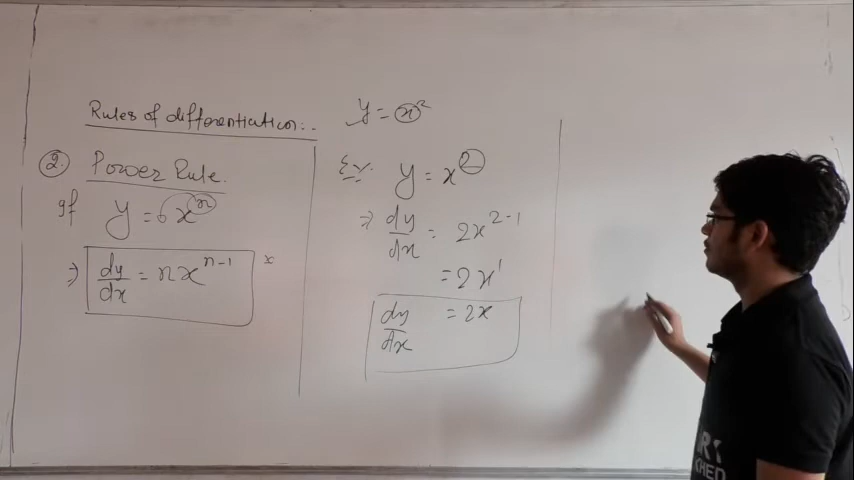 Rules of differentiation:-
② Power Rule.
If y = x^n
⇒ dy/dx = nx^(n-1)
y = x²
Ex. y = x²
⇒ dy/dx = 2x^(2-1)
= 2x¹
dy/dx = 2x